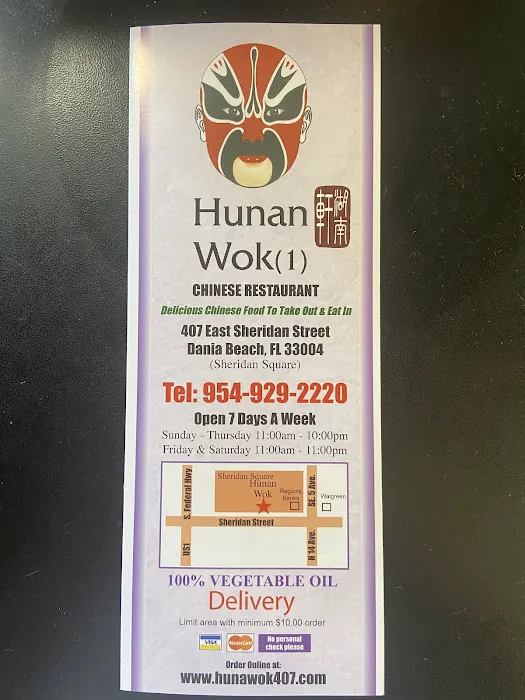 Hunan
湖南軒
Wok(1)
CHINESE RESTAURANT
Delicious Chinese Food To Take Out & Eat In
407 East Sheridan Street
Dania Beach, FL 33004
(Sheridan Square)
Tel: 954-929-2220
Open 7 Days A Week
Sunday - Thursday 11:00am - 10:00pm
Friday & Saturday 11:00am - 11:00pm
S. Federal Hwy
US1
Sheridan Square
Hunan
Wok
Regions
Banks
SE. 5 Ave.
Walgreen
Sheridan Street
N 14 Ave.
100% VEGETABLE OIL
Delivery
Limit area with minimum $10.00 order
VISA
MasterCard
No personal
check please
Order Online at:
www.hunawok407.com